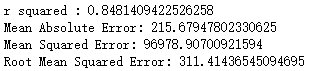 r squared : 0.8481409422526258
Mean Absolute Error: 215.67947802330625
Mean Squared Error: 96978.90700921594
Root Mean Squared Error: 311.41436545094695